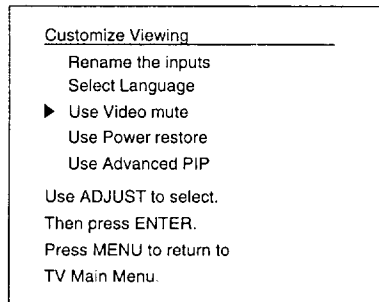 Customize Viewing
Rename the inputs
Select Language
▶ Use Video mute
Use Power restore
Use Advanced PIP
Use ADJUST to select.
Then press ENTER.
Press MENU to return to
TV Main Menu.